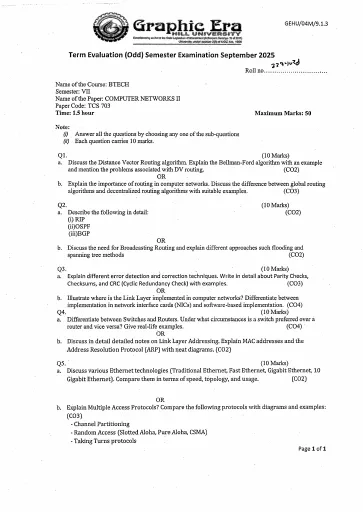 GEHU/04M/9.1.3
Graphic Era
HILL UNIVERSITY
Term Evaluation (Odd) Semester Examination September 2025
Roll no..............................
Name of the Course: BTECH
Semester: VII
Name of the Paper: COMPUTER NETWORKS II
Paper Code: TCS 703
Time: 1.5 hour Maximum Marks: 50
Note:
(i) Answer all the questions by choosing any one of the sub-questions
(ii) Each question carries 10 marks.
Q1. (10 Marks)
a. Discuss the Distance Vector Routing algorithm. Explain the Bellman-Ford algorithm with an example
and mention the problems associated with DV routing. (CO2)
OR
b. Explain the importance of routing in computer networks. Discuss the difference between global routing
algorithms and decentralized routing algorithms with suitable examples. (CO3)
Q2. (10 Marks)
a. Describe the following in detail: (CO2)
(i) RIP
(ii)OSPF
(iii)BGP
OR
b. Discuss the need for Broadcasting Routing and explain different approaches such as flooding and
spanning tree methods (CO2)
Q3. (10 Marks)
a. Explain different error detection and correction techniques. Write in detail about Parity Checks,
Checksums, and CRC (Cyclic Redundancy Check) with examples. (CO3)
OR
b. Illustrate where is the Link Layer implemented in computer networks? Differentiate between
implementation in network interface cards (NICs) and software-based implementation. (CO4)
Q4. (10 Marks)
a. Differentiate between Switches and Routers. Under what circumstances is a switch preferred over a
router and vice versa? Give real-life examples. (CO4)
OR
b. Discuss in detail detailed notes on Link Layer Addressing. Explain MAC addresses and the
Address Resolution Protocol (ARP) with neat diagrams. (CO2)
Q5. (10 Marks)
a. Discuss various Ethernet technologies (Traditional Ethernet, Fast Ethernet, Gigabit Ethernet, 10
Gigabit Ethernet). Compare them in terms of speed, topology, and usage. (CO2)
OR
b. Explain Multiple Access Protocols? Compare the following protocols with diagrams and examples:
(CO3)
- Channel Partitioning
- Random Access (Slotted Aloha, Pure Aloha, CSMA)
- Taking Turns protocols
Page 1 of 1